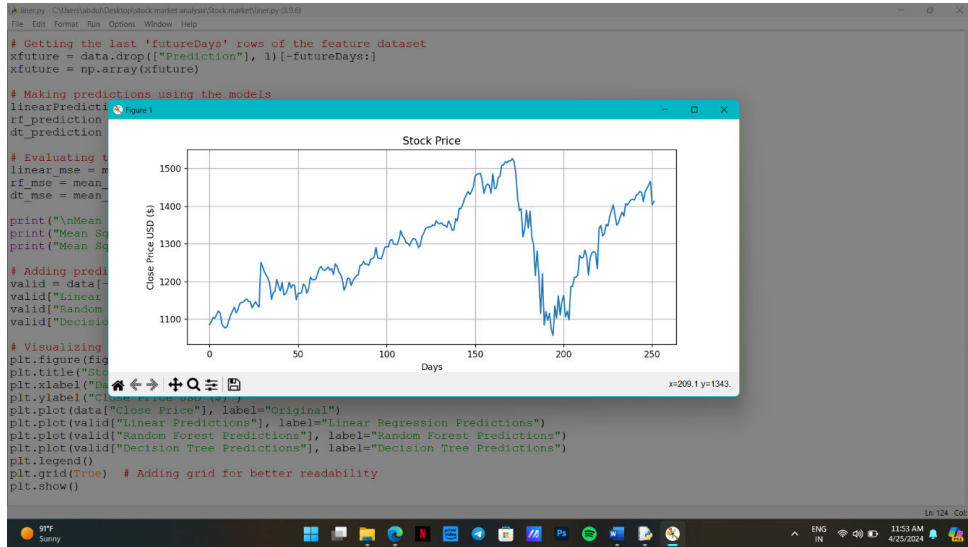 liner.py - C:\Users\abdul\Desktop\stock market analysis\Stock market\liner.py (3.9.6)
File Edit Format Run Options Window Help
# Getting the last 'futureDays' rows of the feature dataset
xfuture = data.drop(["Prediction"], 1)[-futureDays:]
xfuture = np.array(xfuture)
# Making predictions using the models
linearPredicti
rf_prediction
dt_prediction
# Evaluating t
linear_mse = m
rf_mse = mean_
dt_mse = mean_
print("\nMean
print("Mean Sq
print("Mean Sq
# Adding predi
valid = data[-
valid["Linear
valid["Random
valid["Decisio
# Visualizing
plt.figure(fig
plt.title("Sto
plt.xlabel("Da
plt.ylabel("Close Price USD ($)")
plt.plot(data["Close Price"], label="Original")
plt.plot(valid["Linear Predictions"], label="Linear Regression Predictions")
plt.plot(valid["Random Forest Predictions"], label="Random Forest Predictions")
plt.plot(valid["Decision Tree Predictions"], label="Decision Tree Predictions")
plt.legend()
plt.grid(True) # Adding grid for better readability
plt.show()
Figure 1
Stock Price
1500
1400
1300
1200
1100
Close Price USD ($)
0 50 100 150 200 250
Days
x=209.1 y=1343.
Ln: 124 Col:
91°F
Sunny
ENG
IN
11:53 AM
4/25/2024